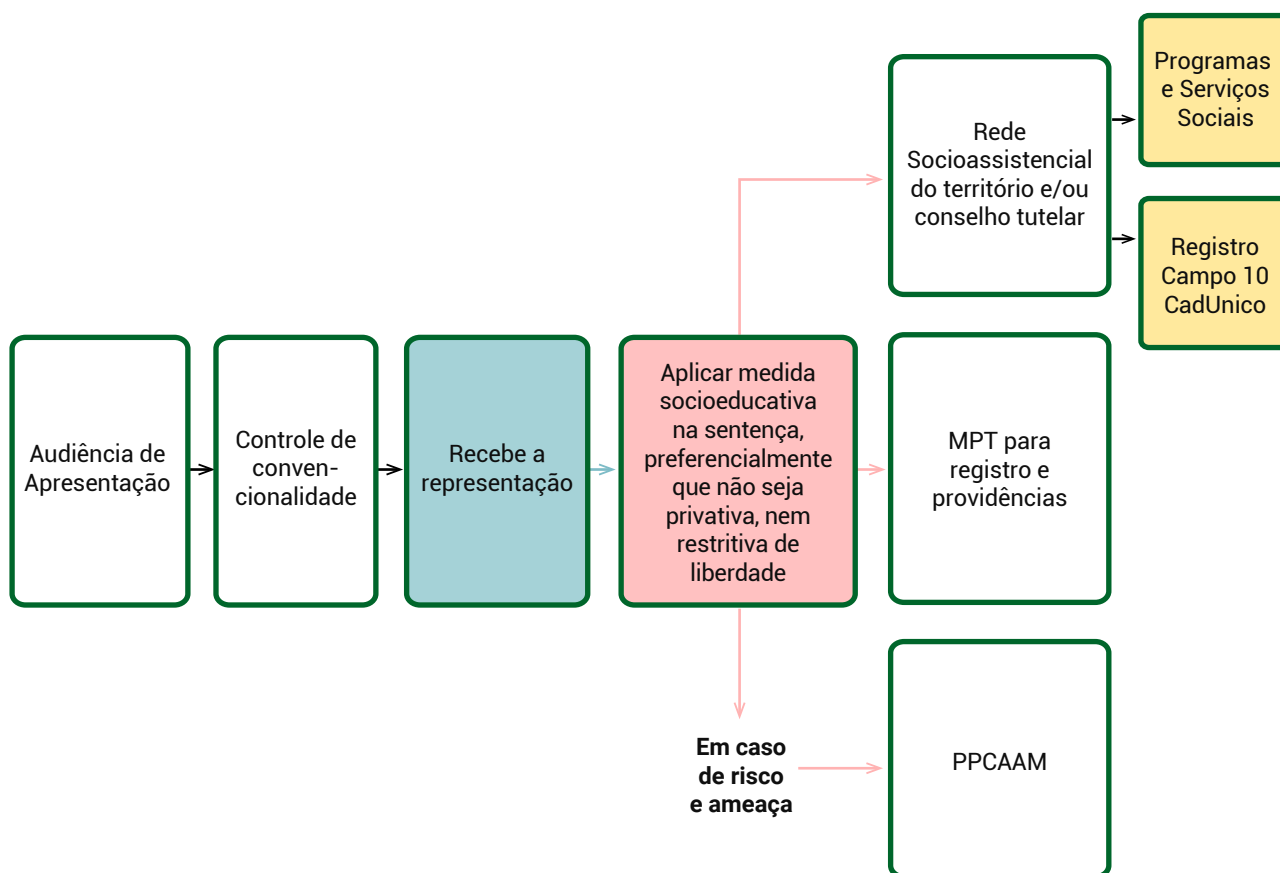 Audiência de
Apresentação
Controle de
conven-
cionalidade
Recebe a
representação
Aplicar medida
socioeducativa
na sentença,
preferencialmente
que não seja
privativa, nem
restritiva de
liberdade
Rede
Socioassistencial
do território e/ou
conselho tutelar
Programas
e Serviços
Sociais
Registro
Campo 10
CadUnico
MPT para
registro e
providências
Em caso
de risco
e ameaça
PPCAAM